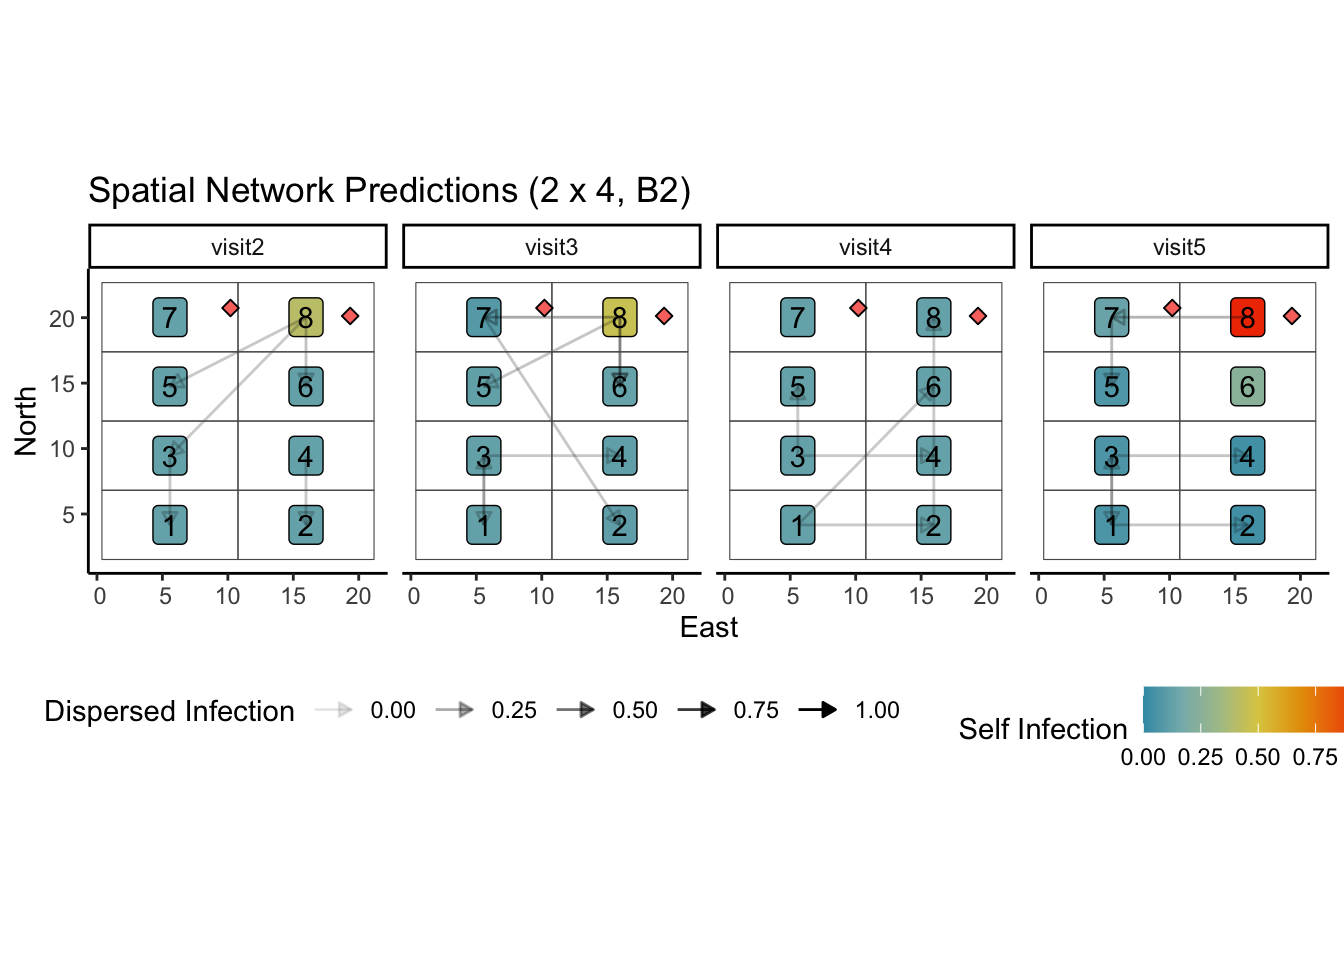 Spatial Network Predictions (2 x 4, B2)
visit2 visit3 visit4 visit5
20 7 8 7 8 7 8 7 8
15 5 6 5 6 5 6 5 6
10 3 4 3 4 3 4 3 4
5 1 2 1 2 1 2 1 2
North
0 5 10 15 20 0 5 10 15 20 0 5 10 15 20 0 5 10 15 20
East
Dispersed Infection 0.00 0.25 0.50 0.75 1.00
Self Infection
0.00 0.25 0.50 0.75